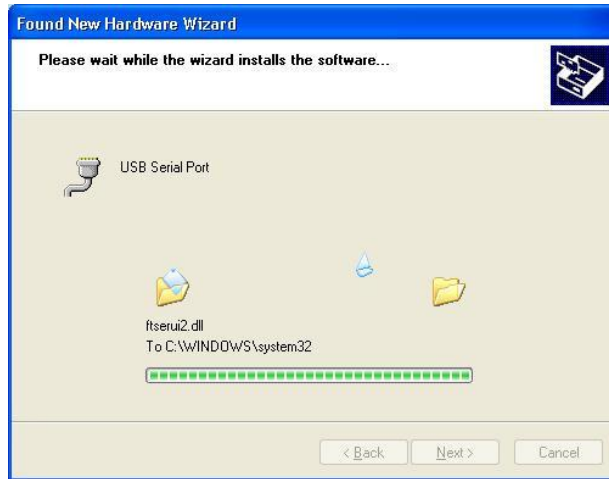 Found New Hardware Wizard
Please wait while the wizard installs the software...
USB Serial Port
ftserui2.dll
To C:\WINDOWS\system32
< Back
Next >
Cancel